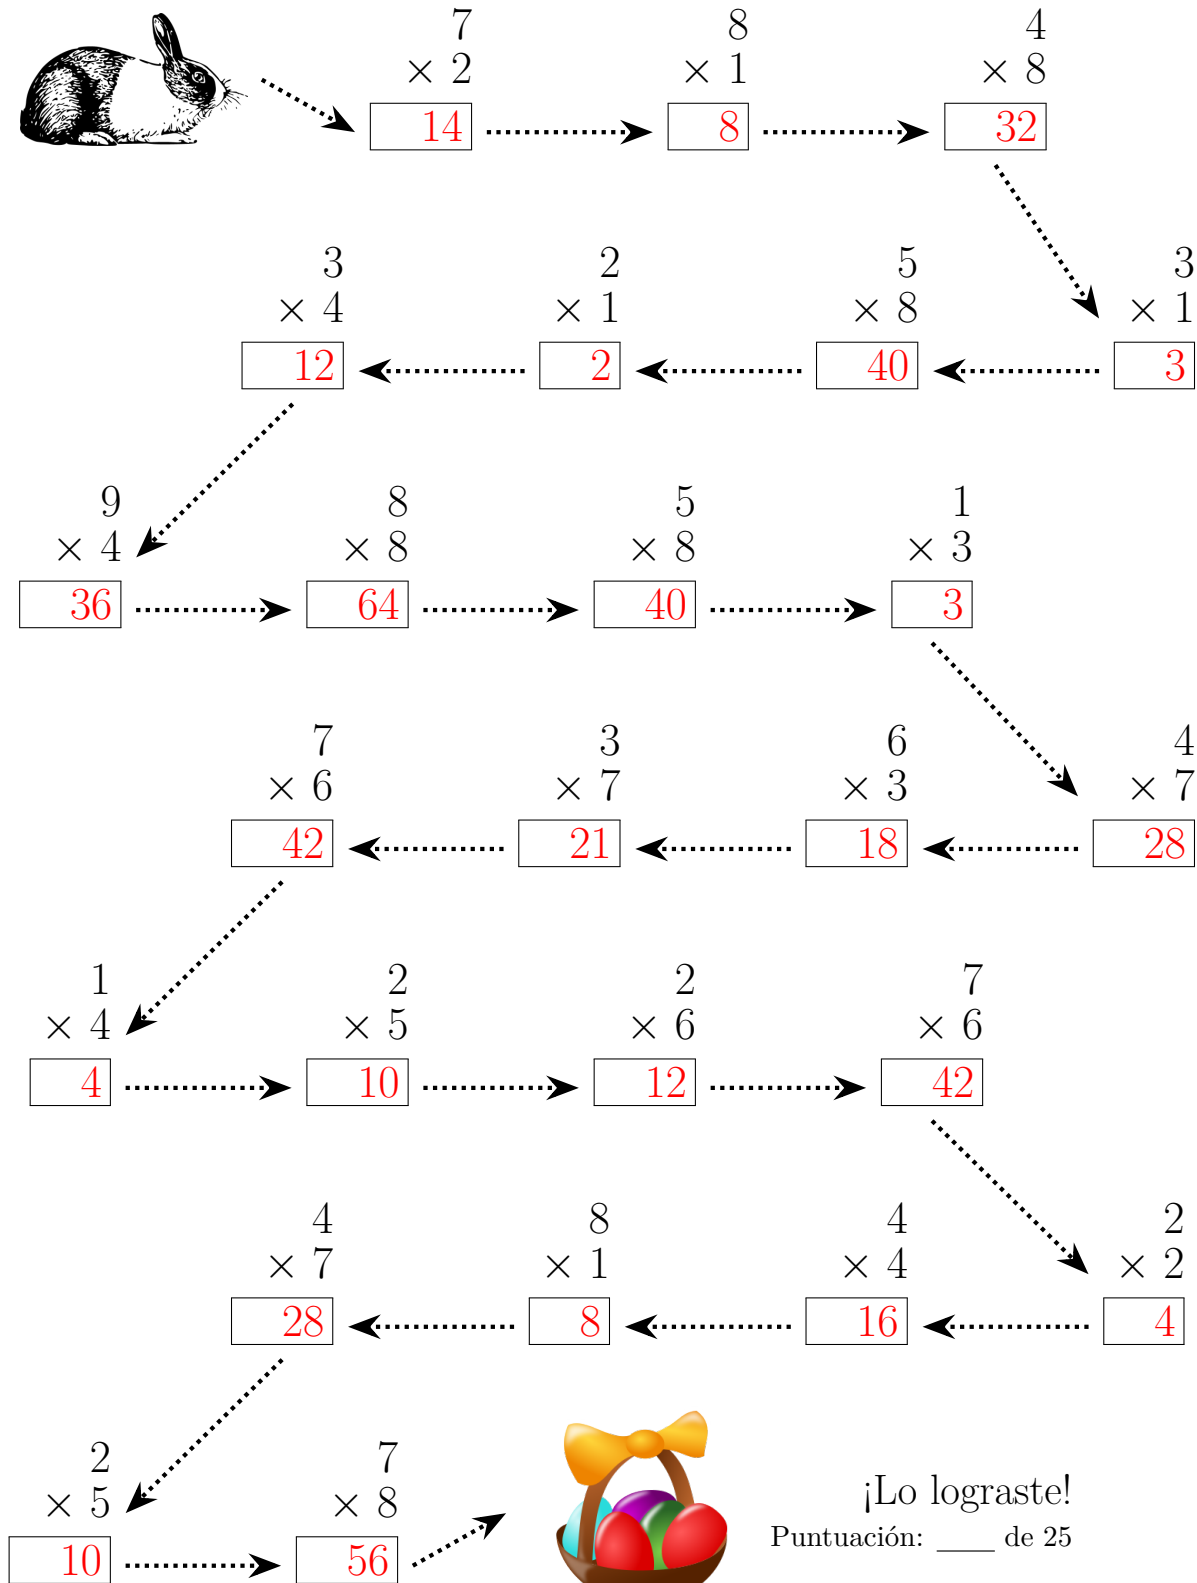 7 8 4
× 2 × 1 × 8
14 8 32
3 2 5 3
× 4 × 1 × 8 × 1
12 2 40 3
9 8 5 1
× 4 × 8 × 8 × 3
36 64 40 3
7 3 6 4
× 6 × 7 × 3 × 7
42 21 18 28
1 2 2 7
× 4 × 5 × 6 × 6
4 10 12 42
4 8 4 2
× 7 × 1 × 4 × 2
28 8 16 4
2 7
× 5 × 8
10 56
¡Lo lograste!
Puntuación: ____ de 25